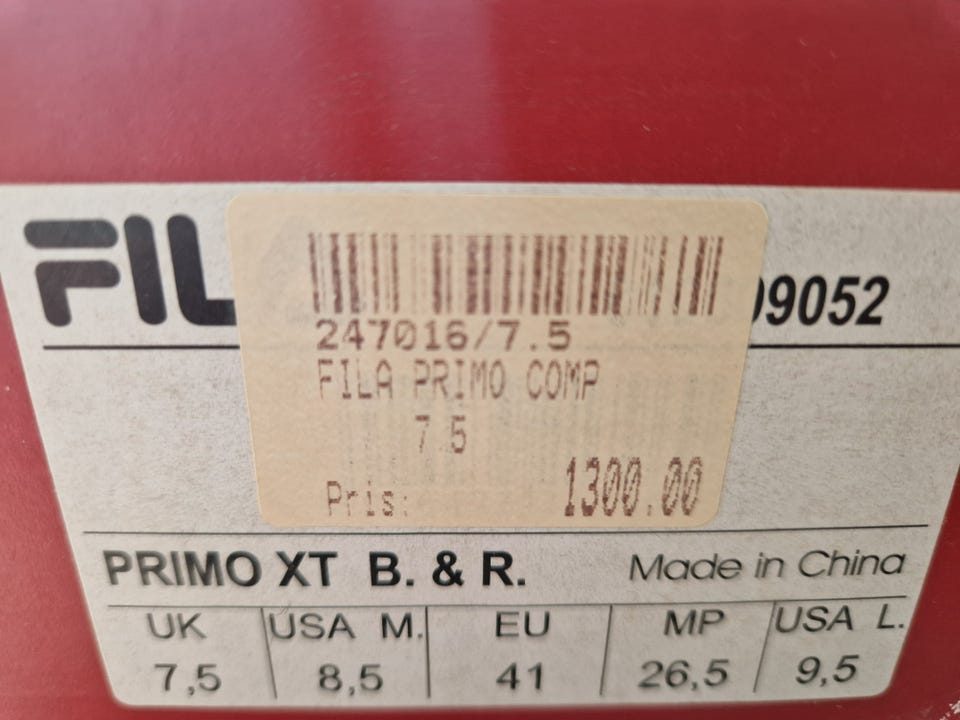 FIL
9052
247016/7.5
FILA PRIMO COMP
7.5
Pris: 1300.00
PRIMO XT B. & R. Made in China
UK USA M. EU MP USA L.
7,5 8,5 41 26,5 9,5